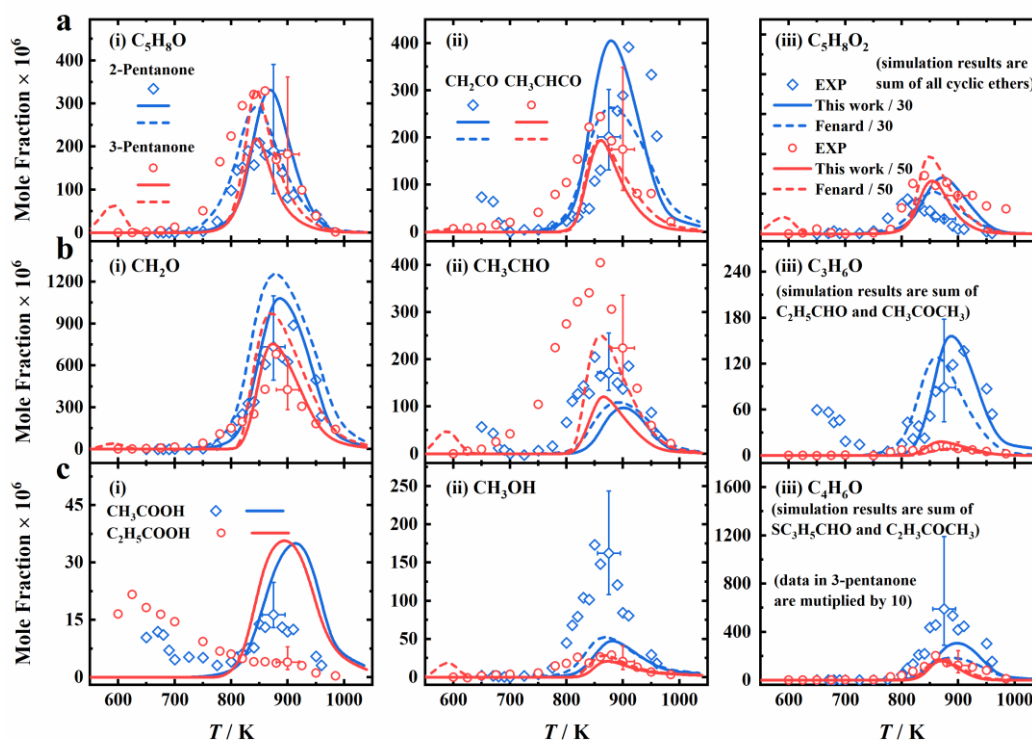 a
(i) C5H8O
2-Pentanone
3-Pentanone
400
300
200
100
0
Mole Fraction × 10⁶
(ii)
CH2CO CH3CHCO
400
300
200
100
0
(iii) C5H8O2
(simulation results are
sum of all cyclic ethers)
EXP
This work / 30
Fenard / 30
EXP
This work / 50
Fenard / 50
400
300
200
100
0
b
(i) CH2O
1200
900
600
300
0
Mole Fraction × 10⁶
(ii) CH3CHO
400
300
200
100
0
(iii) C3H6O
(simulation results are sum of
C2H5CHO and CH3COCH3)
240
180
120
60
0
c
(i)
CH3COOH
C2H5COOH
45
30
15
0
Mole Fraction × 10⁶
600 700 800 900 1000
T / K
(ii) CH3OH
250
200
150
100
50
0
600 700 800 900 1000
T / K
(iii) C4H6O
(simulation results are sum of
SC3H5CHO and C2H3COCH3)
(data in 3-pentanone
are mutiplied by 10)
1600
1200
800
400
0
600 700 800 900 1000
T / K